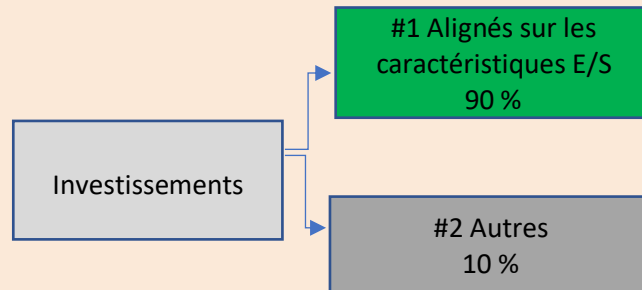 #1 Alignés sur les
caractéristiques E/S
90 %
Investissements
#2 Autres
10 %